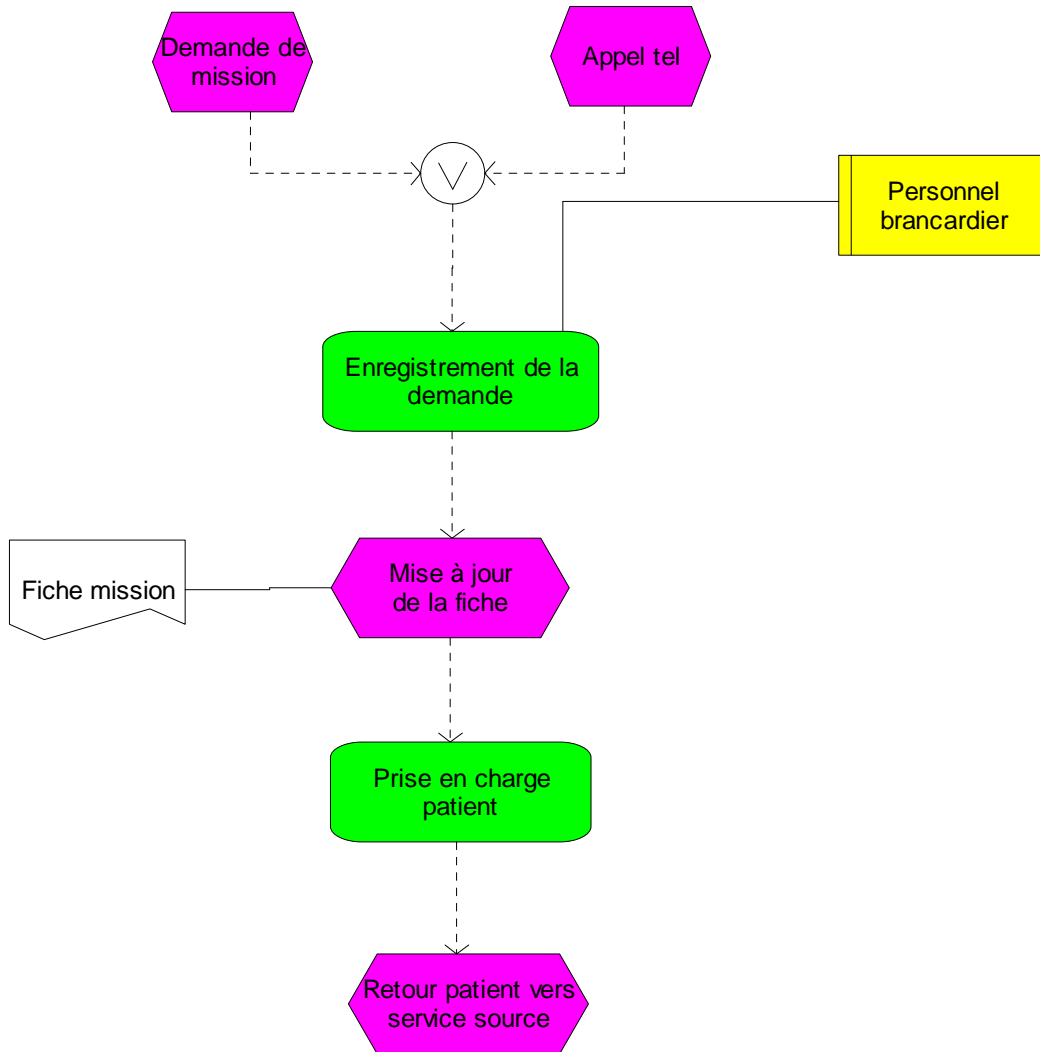 Demande de
mission
Appel tel
V
Personnel
brancardier
Enregistrement de la
demande
Fiche mission
Mise à jour
de la fiche
Prise en charge
patient
Retour patient vers
service source